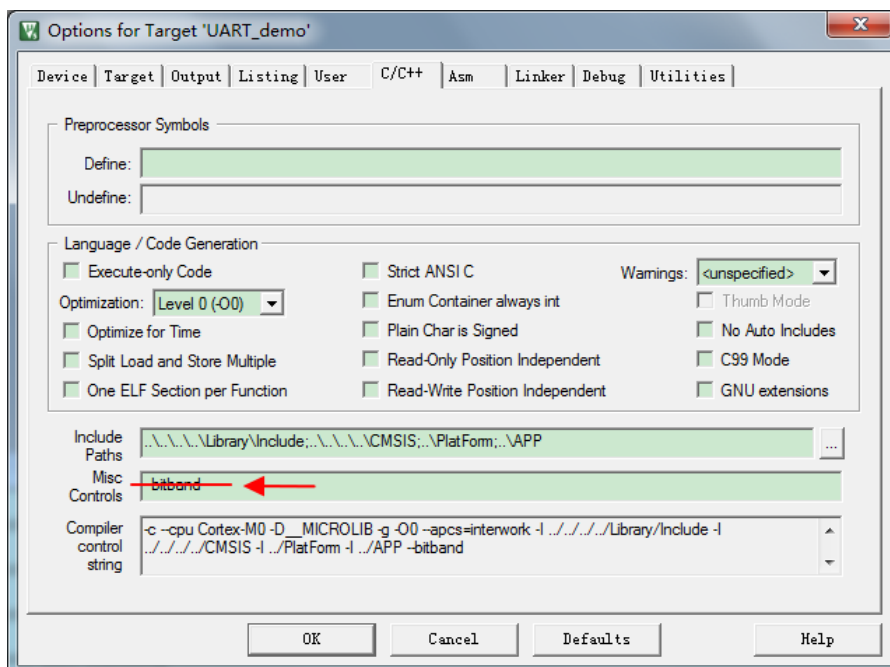 Options for Target 'UART_demo'
Device Target Output Listing User C/C++ Asm Linker Debug Utilities
Preprocessor Symbols
Define:
Undefine:
Language / Code Generation
Execute-only Code Strict ANSI C Warnings: <unspecified>
Optimization: Level 0 (-O0) Enum Container always int Thumb Mode
Optimize for Time Plain Char is Signed No Auto Includes
Split Load and Store Multiple Read-Only Position Independent C99 Mode
One ELF Section per Function Read-Write Position Independent GNU extensions
Include Paths ..\..\..\..\Library\Include;..\..\..\..\CMSIS;..\PlatForm;..\APP ...
Misc Controls --bitband
Compiler control string -c --cpu Cortex-M0 -D__MICROLIB -g -O0 --apcs=interwork -I ../../../../Library/Include -I
../../../../CMSIS -I ../PlatForm -I ../APP --bitband
OK Cancel Defaults Help